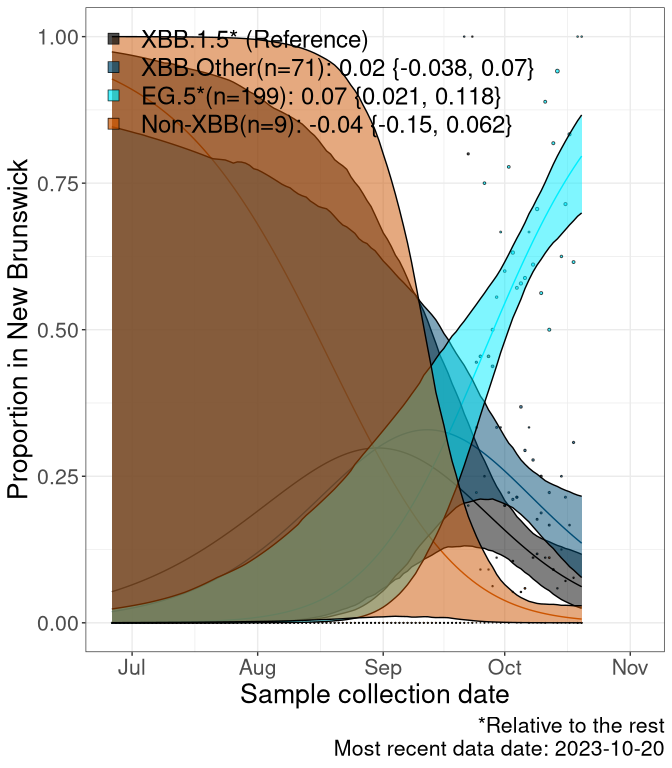 XBB.1.5* (Reference)
XBB.Other(n=71): 0.02 {-0.038, 0.07}
EG.5*(n=199): 0.07 {0.021, 0.118}
Non-XBB(n=9): -0.04 {-0.15, 0.062}
1.00
0.75
0.50
0.25
0.00
Proportion in New Brunswick
Jul Aug Sep Oct Nov
Sample collection date
*Relative to the rest
Most recent data date: 2023-10-20